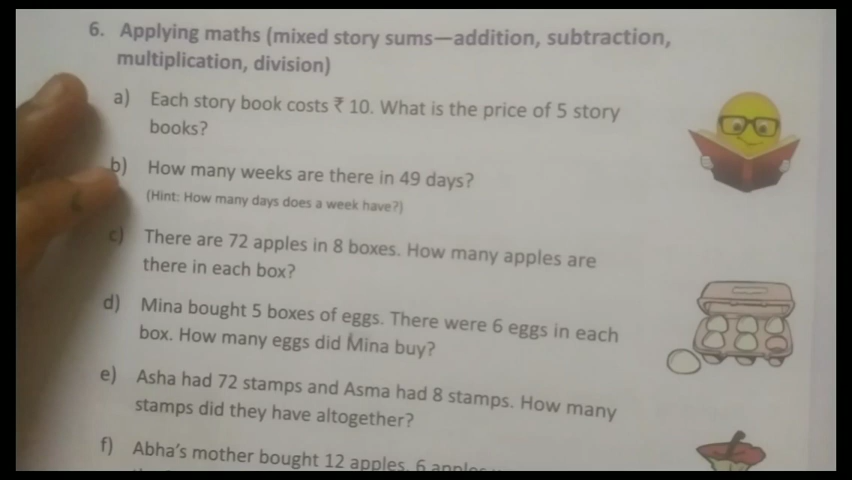 6. Applying maths (mixed story sums—addition, subtraction,
multiplication, division)
a) Each story book costs ₹ 10. What is the price of 5 story
books?
b) How many weeks are there in 49 days?
(Hint: How many days does a week have?)
c) There are 72 apples in 8 boxes. How many apples are
there in each box?
d) Mina bought 5 boxes of eggs. There were 6 eggs in each
box. How many eggs did Mina buy?
e) Asha had 72 stamps and Asma had 8 stamps. How many
stamps did they have altogether?
f) Abha's mother bought 12 apples. 6 apples